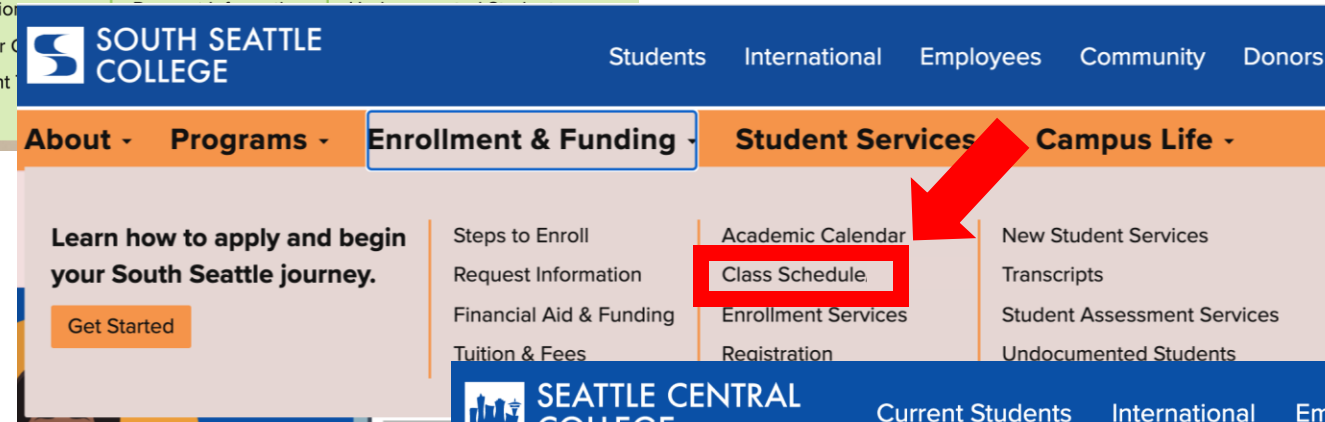 SOUTH SEATTLE
COLLEGE
Students International Employees Community Donors
About Programs Enrollment & Funding Student Services Campus Life
Learn how to apply and begin
your South Seattle journey.
Get Started
Steps to Enroll
Request Information
Financial Aid & Funding
Tuition & Fees
Academic Calendar
Class Schedule
Enrollment Services
Registration
New Student Services
Transcripts
Student Assessment Services
Undocumented Students
SEATTLE CENTRAL
COLLEGE
Current Students International